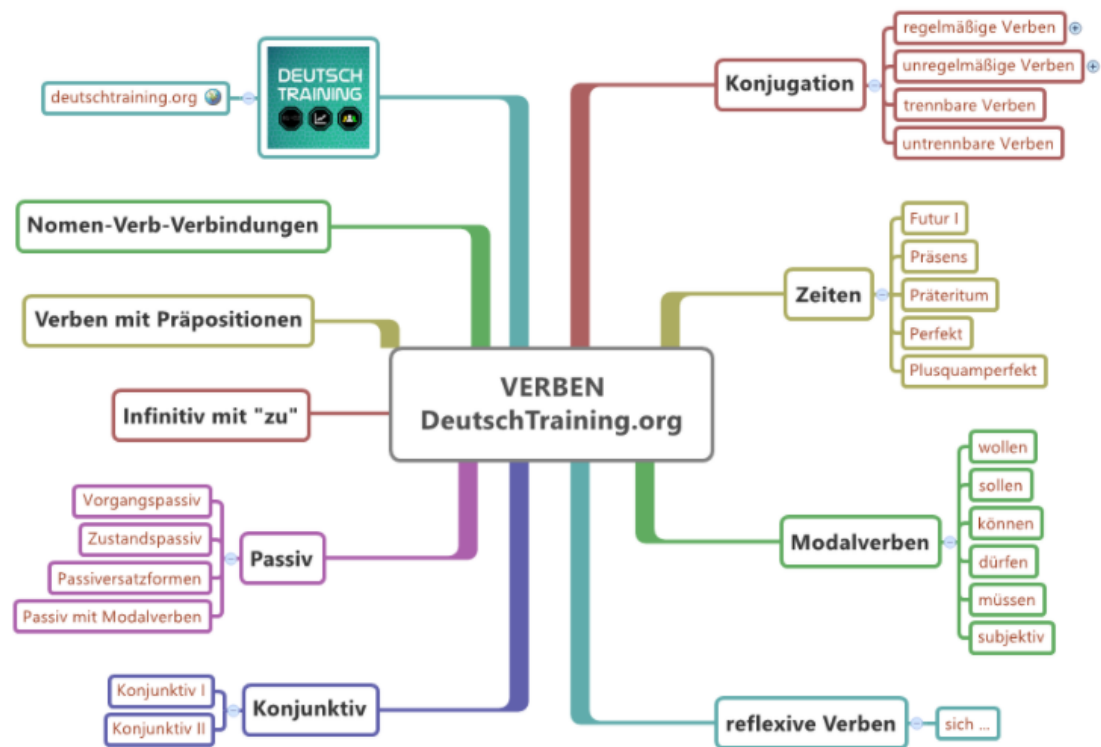 VERBEN
DeutschTraining.org
DEUTSCH
TRAINING
deutschtraining.org
Nomen-Verb-Verbindungen
Verben mit Präpositionen
Infinitiv mit "zu"
Passiv
Vorgangspassiv
Zustandspassiv
Passiversatzformen
Passiv mit Modalverben
Konjunktiv
Konjunktiv I
Konjunktiv II
Konjugation
regelmäßige Verben
unregelmäßige Verben
trennbare Verben
untrennbare Verben
Zeiten
Futur I
Präsens
Präteritum
Perfekt
Plusquamperfekt
Modalverben
wollen
sollen
können
dürfen
müssen
subjektiv
reflexive Verben
sich ...